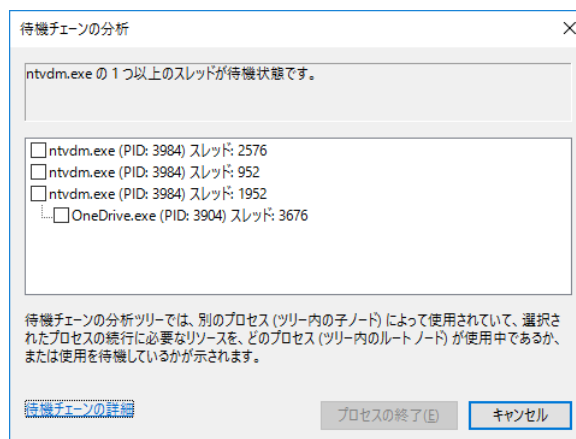 待機チェーンの分析
ntvdm.exe の 1 つ以上のスレッドが待機状態です。
ntvdm.exe (PID: 3984) スレッド: 2576
ntvdm.exe (PID: 3984) スレッド: 952
ntvdm.exe (PID: 3984) スレッド: 1952
OneDrive.exe (PID: 3904) スレッド: 3676
待機チェーンの分析ツリーでは、別のプロセス (ツリー内の子ノード) によって使用されていて、選択さ
れたプロセスの続行に必要なリソースを、どのプロセス (ツリー内のルート ノード) が使用中であるか、
または使用を待機しているかが示されます。
待機チェーンの詳細
プロセスの終了(E)
キャンセル